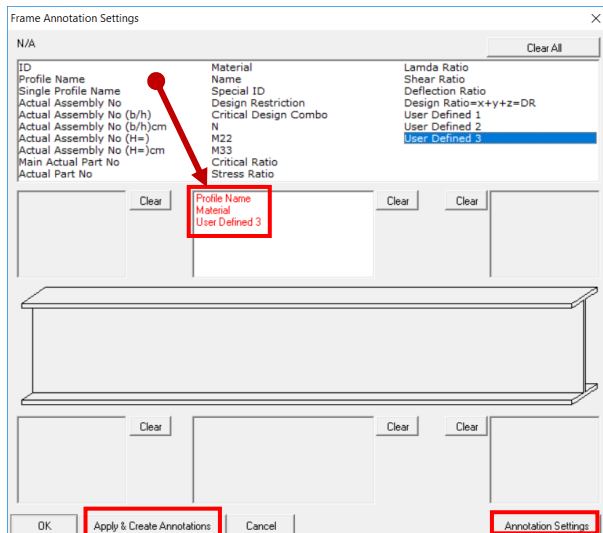 Frame Annotation Settings
N/A
Clear All
ID
Profile Name
Single Profile Name
Actual Assembly No
Actual Assembly No (b/h)
Actual Assembly No (b/h)cm
Actual Assembly No (H=)
Actual Assembly No (H=)cm
Main Actual Part No
Actual Part No
Material
Name
Special ID
Design Restriction
Critical Design Combo
N
M22
M33
Critical Ratio
Stress Ratio
Lamda Ratio
Shear Ratio
Deflection Ratio
Design Ratio=x+y+z=DR
User Defined 1
User Defined 2
User Defined 3
Clear
Profile Name
Material
User Defined 3
Clear
Clear
Clear
Clear
Clear
OK
Apply & Create Annotations
Cancel
Annotation Settings